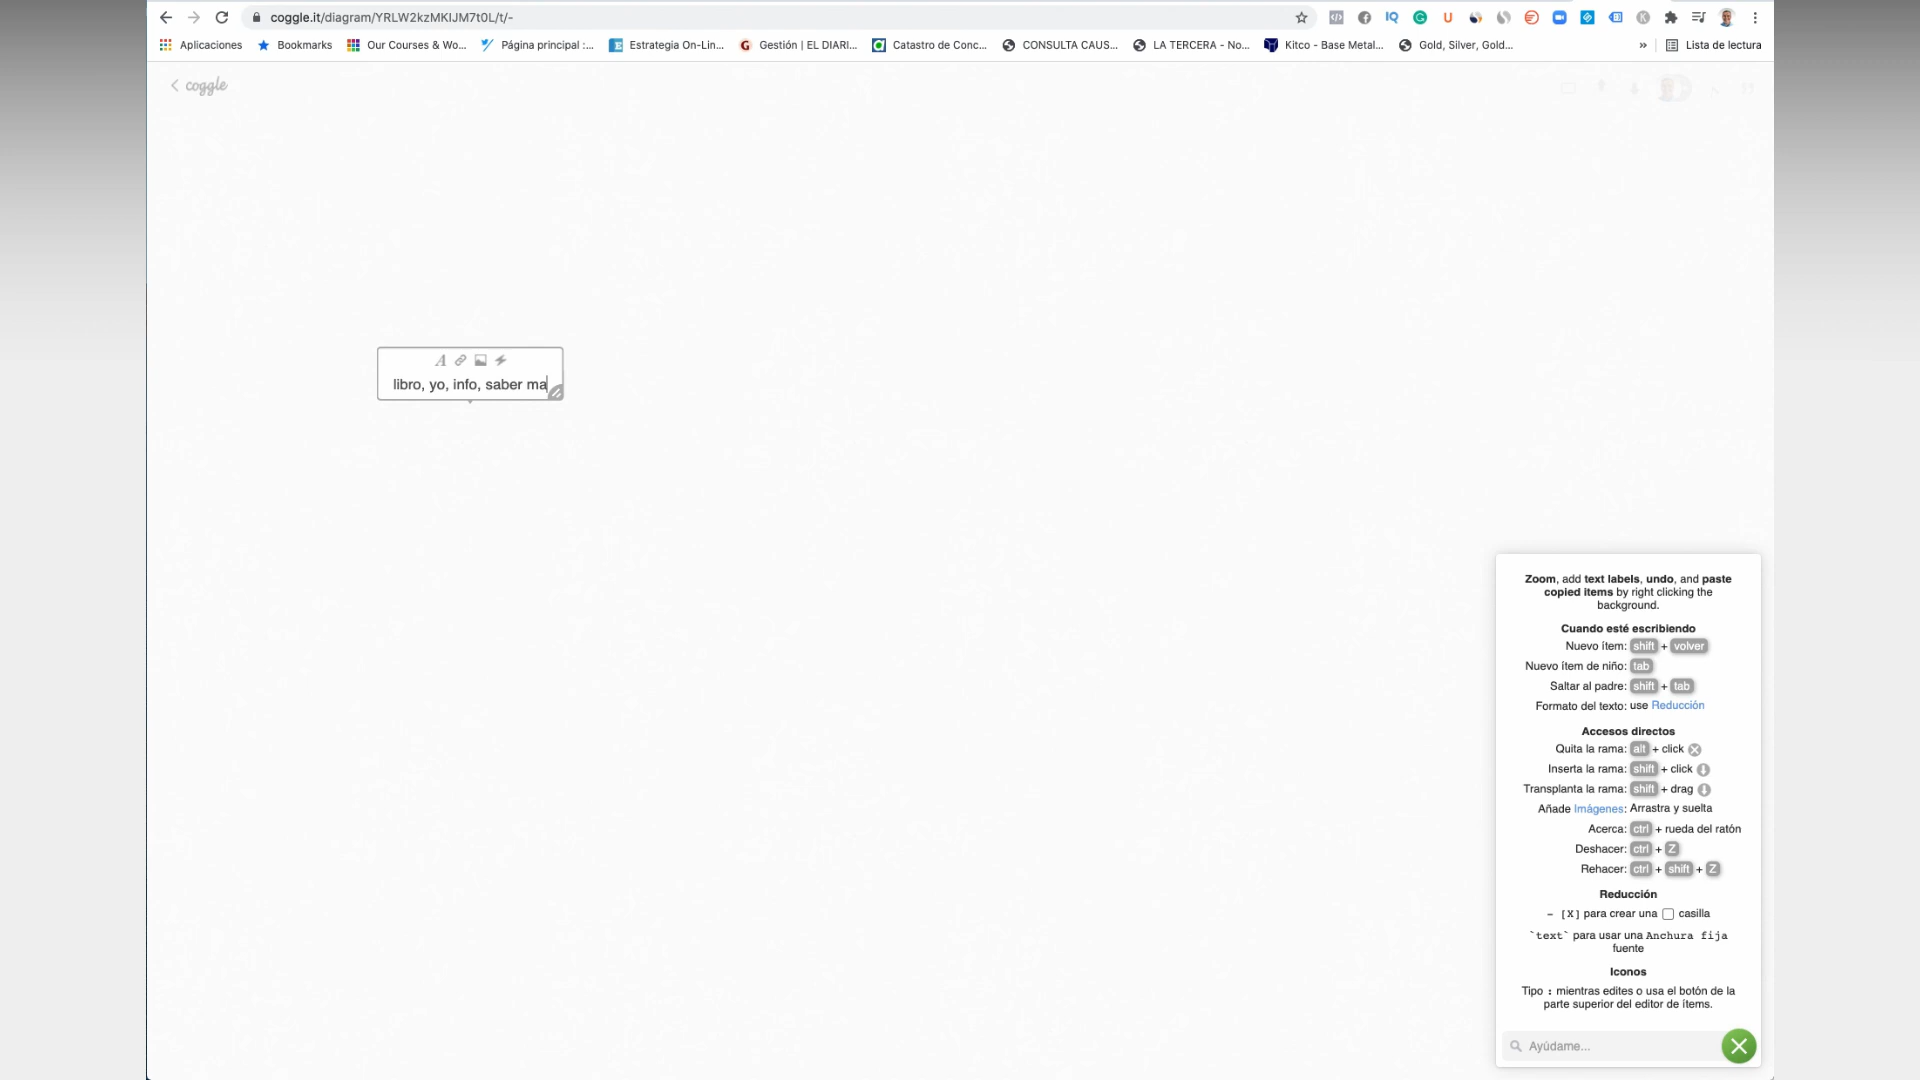 coggle.it/diagram/YRLW2kzMKIJM7t0L/t/-
Aplicaciones Bookmarks Our Courses & Wo... Página principal :... Estrategia On-Lin... Gestión | EL DIARI... Catastro de Conc... CONSULTA CAUS... LA TERCERA - No... Kitco - Base Metal... Gold, Silver, Gold... » Lista de lectura
coggle
libro, yo, info, saber ma
Zoom, add text labels, undo, and paste
copied items by right clicking the
background.
Cuando esté escribiendo
Nuevo ítem: shift + volver
Nuevo ítem de niño: tab
Saltar al padre: shift + tab
Formato del texto: use Reducción
Accesos directos
Quita la rama: alt + click
Inserta la rama: shift + click
Transplanta la rama: shift + drag
Añade Imágenes: Arrastra y suelta
Acerca: ctrl + rueda del ratón
Deshacer: ctrl + Z
Rehacer: ctrl + shift + Z
Reducción
- [X] para crear una casilla
`text` para usar una Anchura fija
fuente
Iconos
Tipo : mientras edites o usa el botón de la
parte superior del editor de ítems.
Ayúdame...